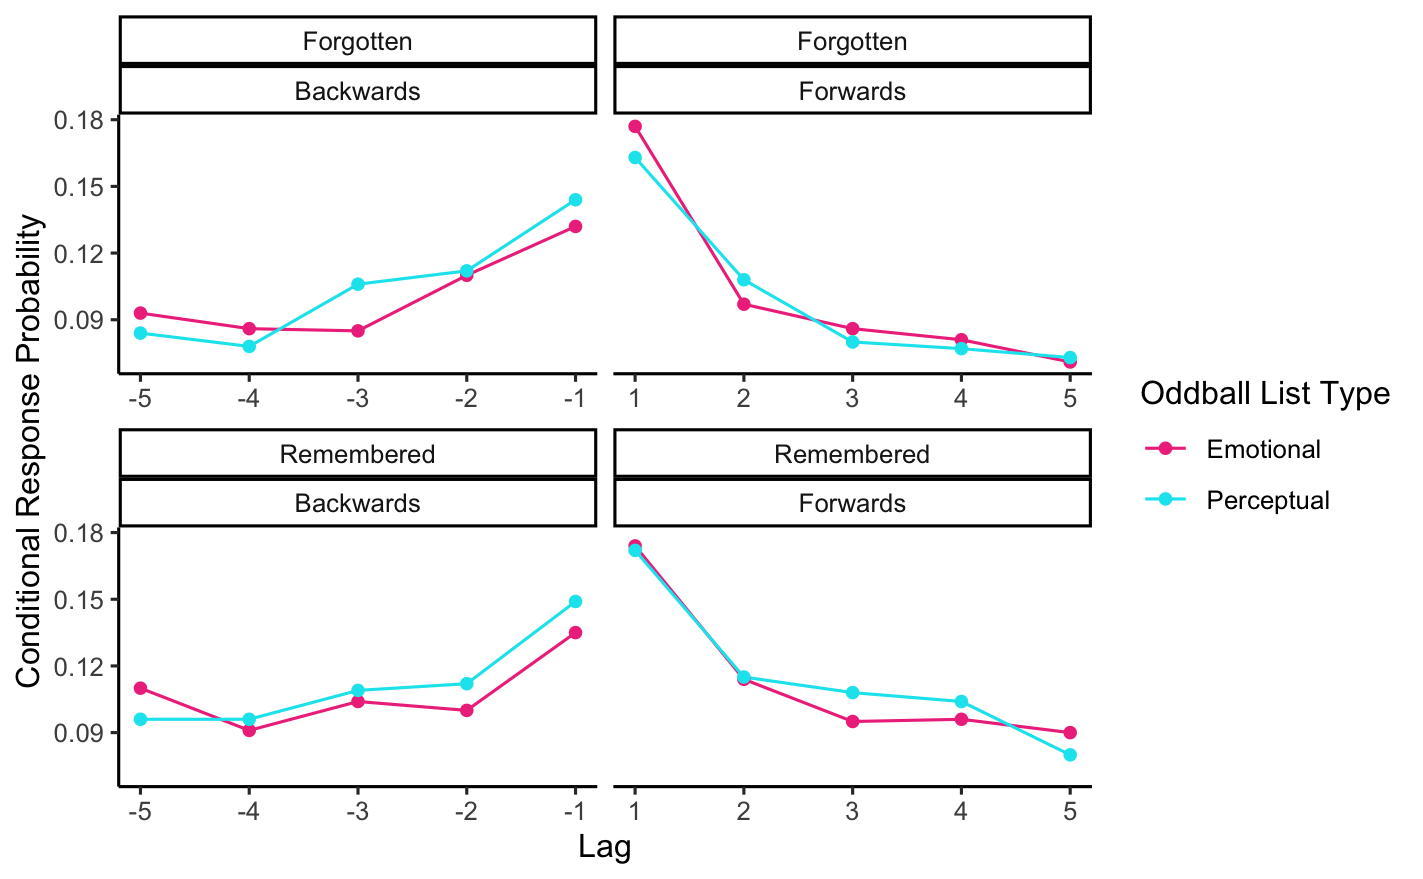 Forgotten
Forgotten
Backwards
Forwards
0.18
0.15
0.12
0.09
-5 -4 -3 -2 -1
1 2 3 4 5
Remembered
Remembered
Backwards
Forwards
0.18
0.15
0.12
0.09
-5 -4 -3 -2 -1
1 2 3 4 5
Lag
Conditional Response Probability
Oddball List Type
Emotional
Perceptual